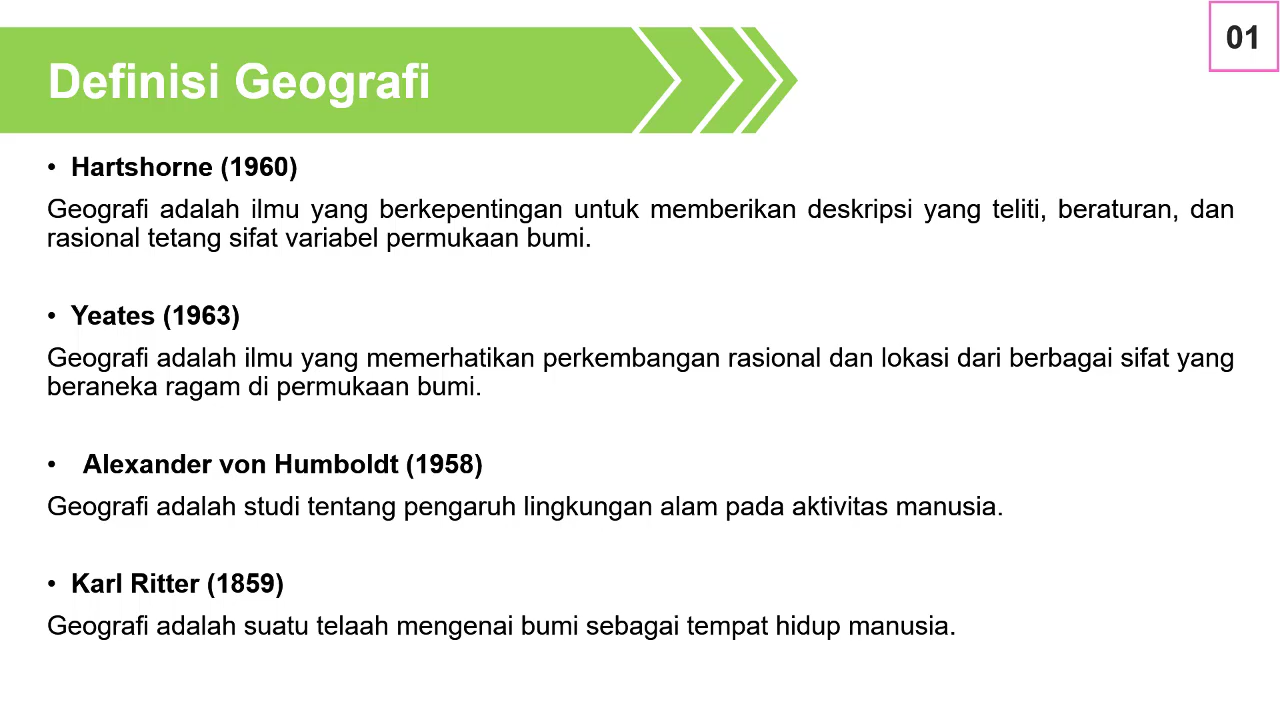 01
Definisi Geografi
• Hartshorne (1960)
Geografi adalah ilmu yang berkepentingan untuk memberikan deskripsi yang teliti, beraturan, dan
rasional tetang sifat variabel permukaan bumi.
• Yeates (1963)
Geografi adalah ilmu yang memerhatikan perkembangan rasional dan lokasi dari berbagai sifat yang
beraneka ragam di permukaan bumi.
• Alexander von Humboldt (1958)
Geografi adalah studi tentang pengaruh lingkungan alam pada aktivitas manusia.
• Karl Ritter (1859)
Geografi adalah suatu telaah mengenai bumi sebagai tempat hidup manusia.